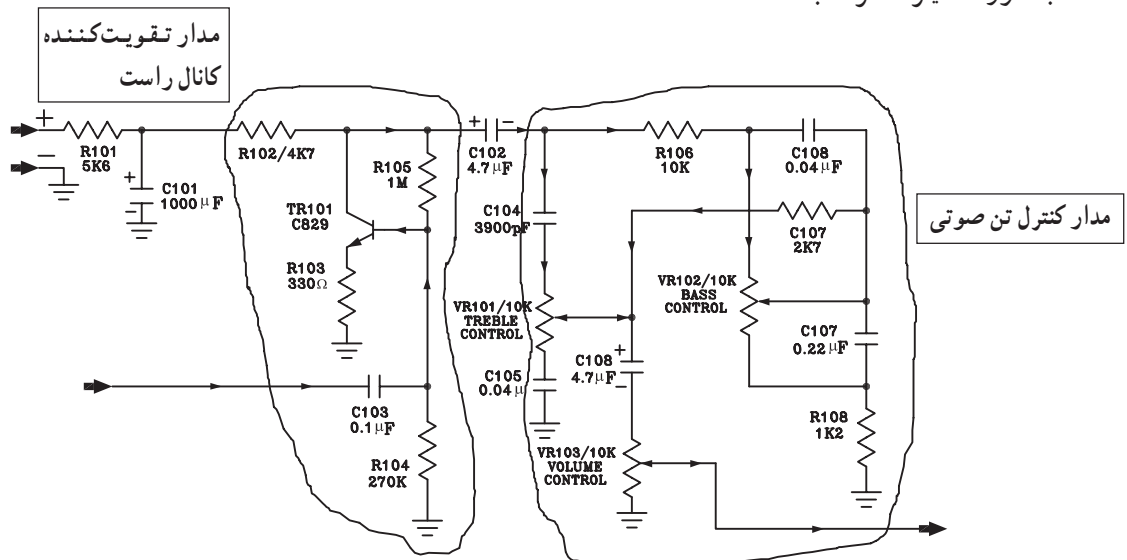 مدار تقویت‌کننده
کانال راست
+
−
R101
5K6
+
−
C101
1000 μF
R102/4K7
R105
1M
TR101
C829
R103
330Ω
C103
0.1μF
R104
270K
+ −
C102
4.7μF
C104
3900pF
VR101/10K
TREBLE
CONTROL
C105
0.04μ
R106
10K
C108
0.04μF
C107
2K7
VR102/10K
BASS
CONTROL
C107
0.22μF
+
C108
4.7μF
−
R108
1K2
VR103/10K
VOLUME
CONTROL
مدار کنترل تن صوتی